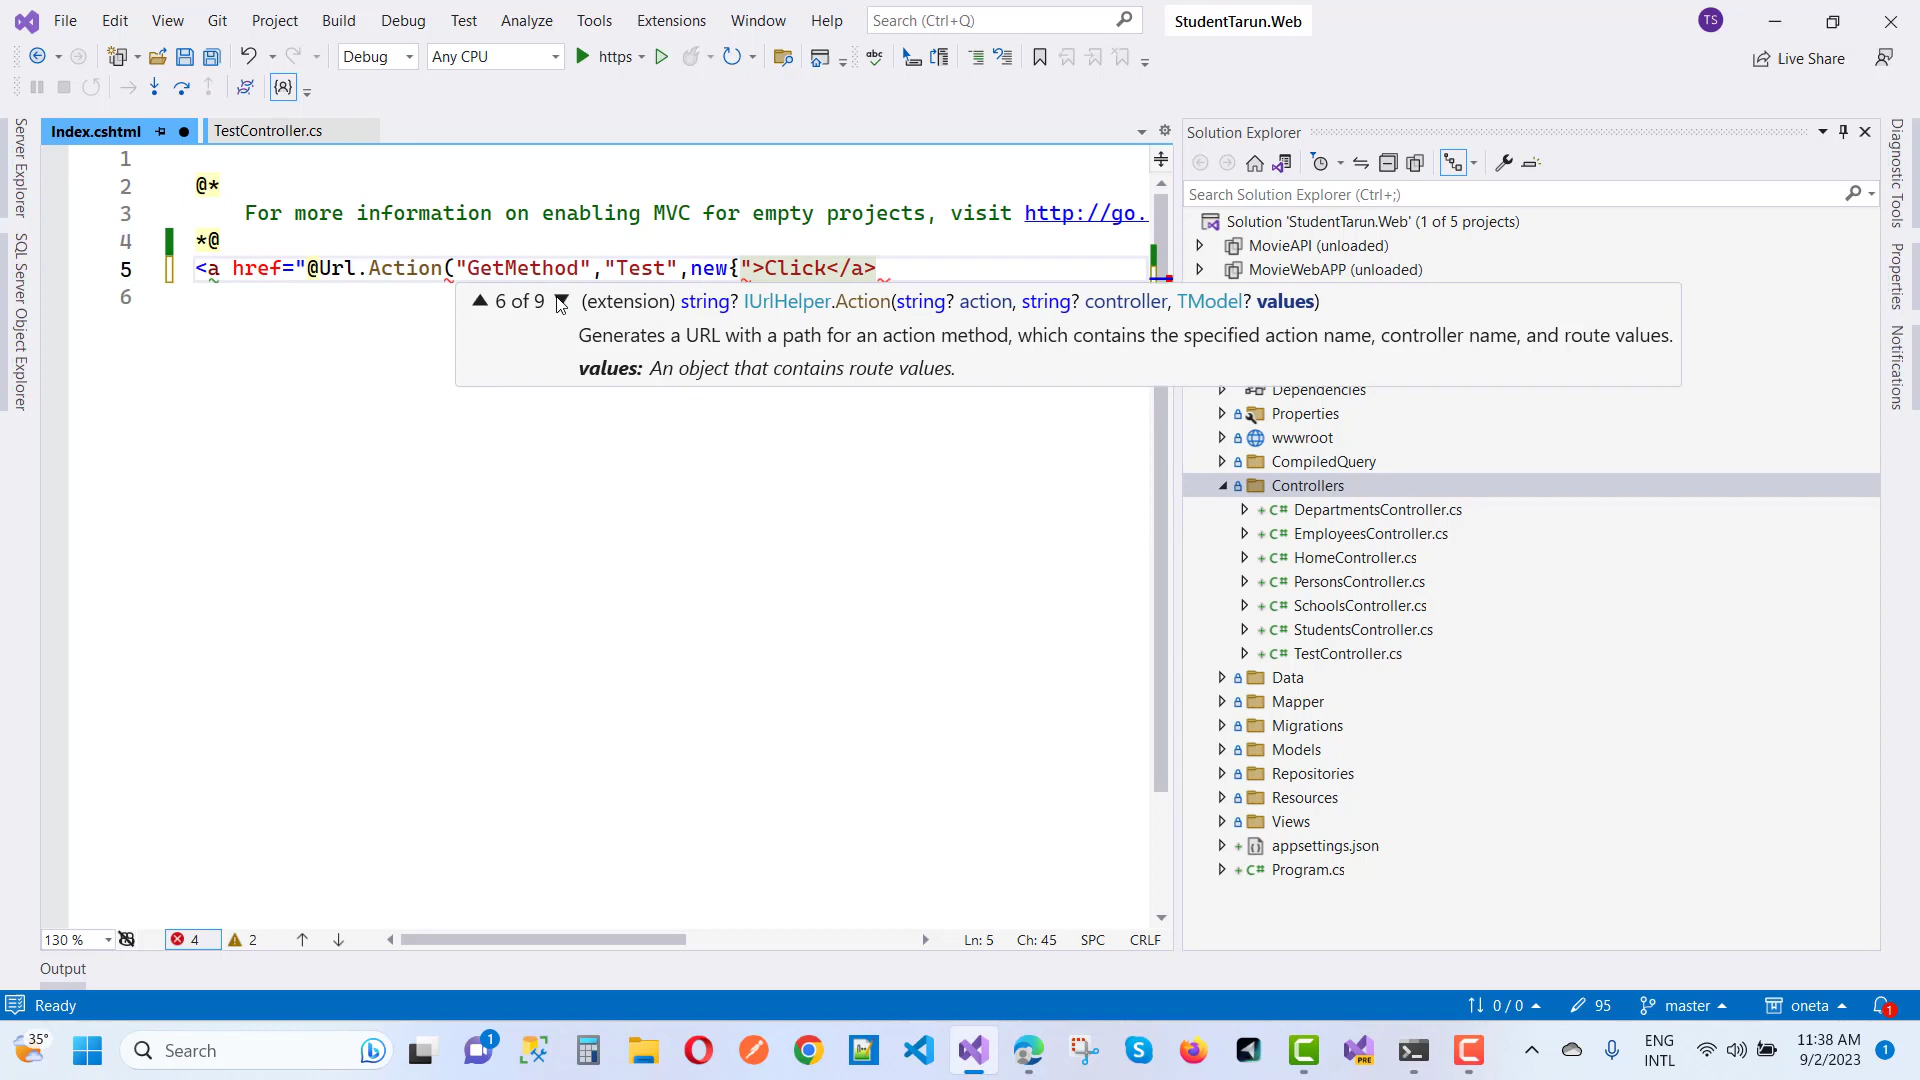 File Edit View Git Project Build Debug Test Analyze Tools Extensions Window Help Search (Ctrl+Q) StudentTarun.Web TS
Debug Any CPU https abc Live Share
Index.cshtml TestController.cs
Server Explorer
SQL Server Object Explorer
1
2 @*
3 For more information on enabling MVC for empty projects, visit http://go.
4 *@
5 <a href="@Url.Action("GetMethod","Test",new{">Click</a>
6
6 of 9 (extension) string? IUrlHelper.Action(string? action, string? controller, TModel? values)
Generates a URL with a path for an action method, which contains the specified action name, controller name, and route values.
values: An object that contains route values.
Solution Explorer
Search Solution Explorer (Ctrl+;)
Solution 'StudentTarun.Web' (1 of 5 projects)
MovieAPI (unloaded)
MovieWebAPP (unloaded)
Dependencies
Properties
wwwroot
CompiledQuery
Controllers
C# DepartmentsController.cs
C# EmployeesController.cs
C# HomeController.cs
C# PersonsController.cs
C# SchoolsController.cs
C# StudentsController.cs
C# TestController.cs
Data
Mapper
Migrations
Models
Repositories
Resources
Views
appsettings.json
C# Program.cs
Diagnostic Tools
Properties
Notifications
130 % 4 2 Ln: 5 Ch: 45 SPC CRLF
Output
Ready 0 / 0 95 master oneta 1
35° Search 1 PRE ENG INTL 11:38 AM 9/2/2023 1